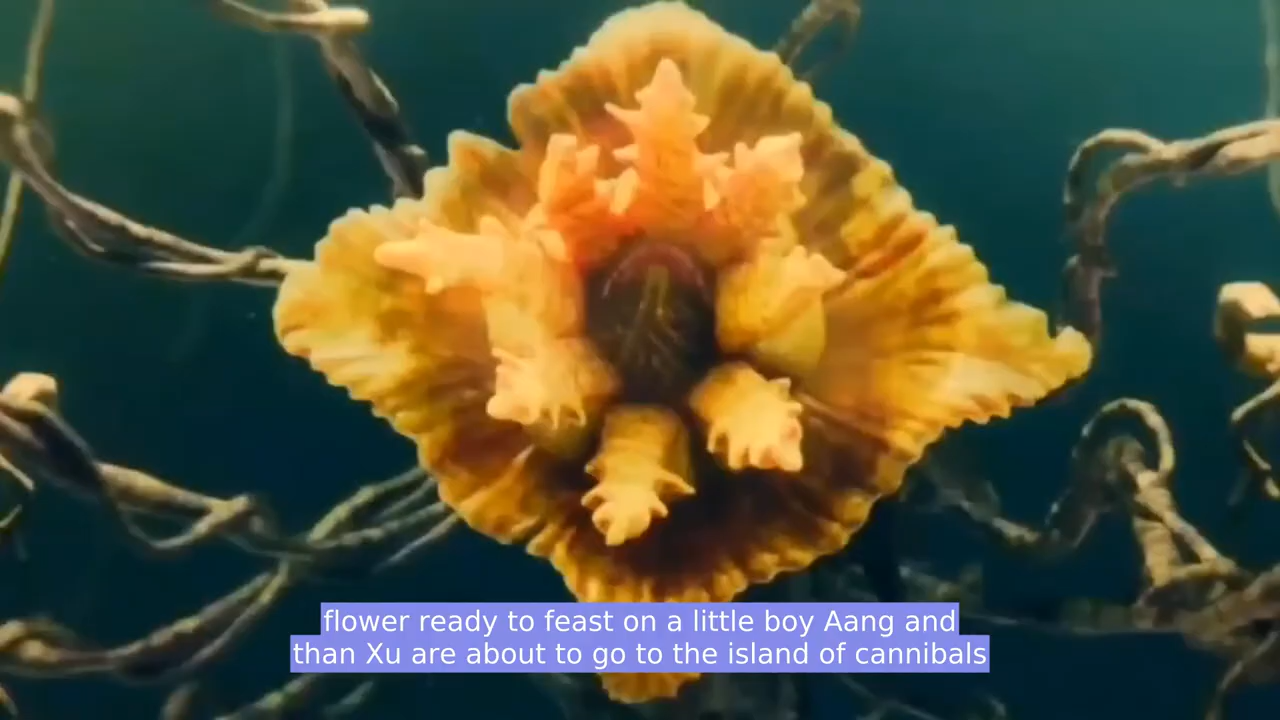 flower ready to feast on a little boy Aang and
than Xu are about to go to the island of cannibals